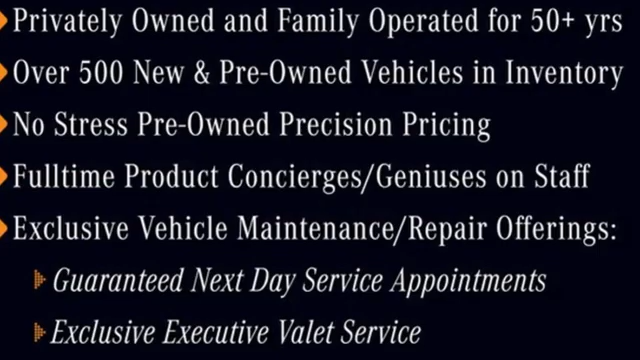 Privately Owned and Family Operated for 50+ yrs
Over 500 New & Pre-Owned Vehicles in Inventory
No Stress Pre-Owned Precision Pricing
Fulltime Product Concierges/Geniuses on Staff
Exclusive Vehicle Maintenance/Repair Offerings:
Guaranteed Next Day Service Appointments
Exclusive Executive Valet Service